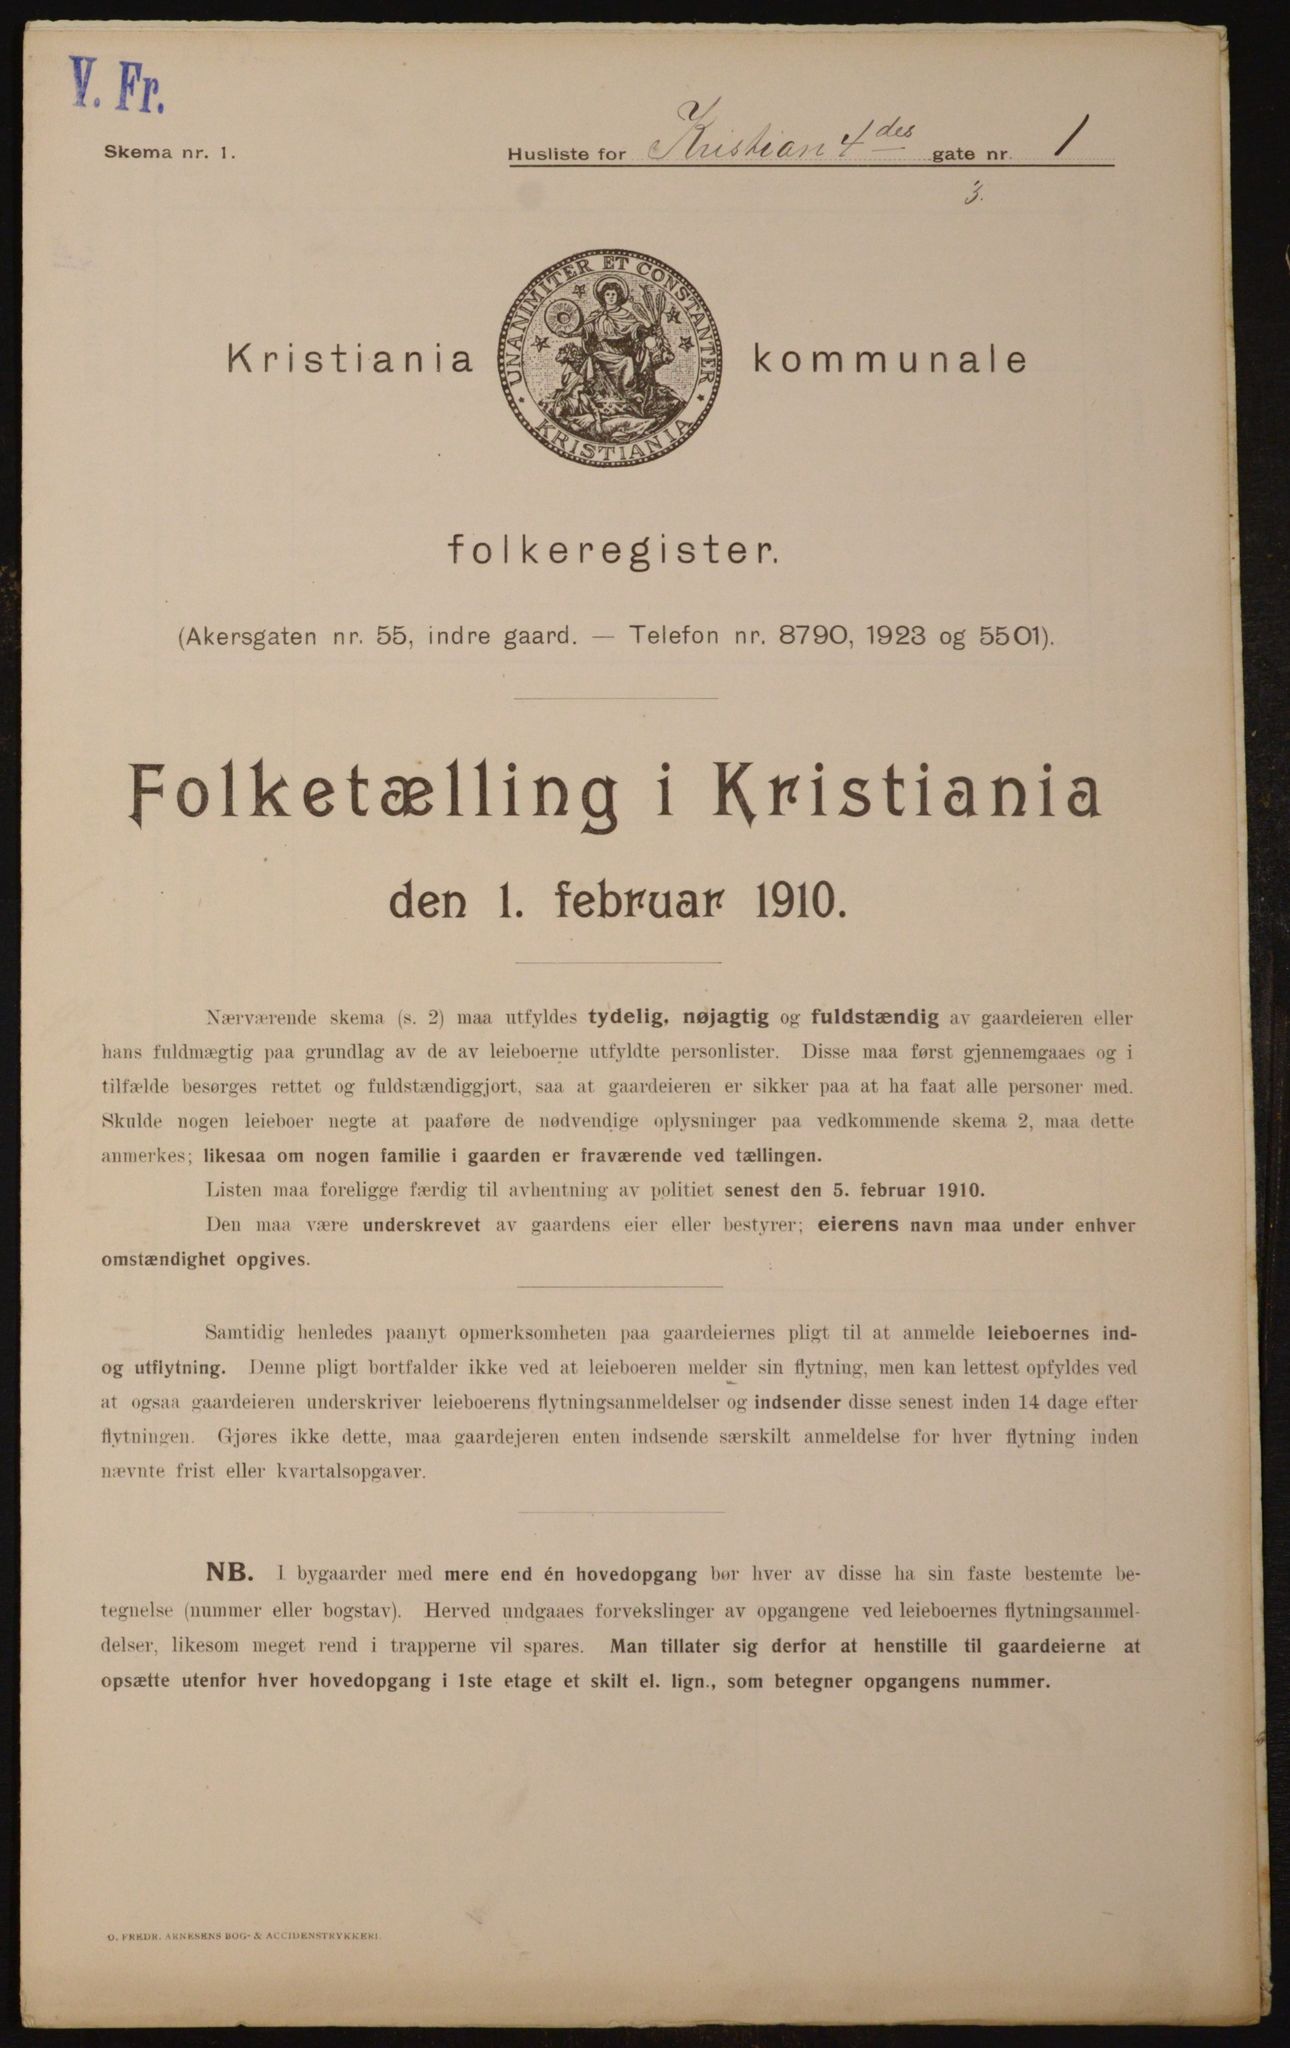 V. Fr.
Skema nr. 1.
Husliste for Kristian 4des gate nr. 1
3.
UNANIMITER ET CONSTANTER
KRISTIANIA
Kristiania kommunale
folkeregister.
(Akersgaten nr. 55, indre gaard. — Telefon nr. 8790, 1923 og 5501).
Folketælling i Kristiania
den 1. februar 1910.
Nærværende skema (s. 2) maa utfyldes tydelig, nøjagtig og fuldstændig av gaardeieren eller
hans fuldmægtig paa grundlag av de av leieboerne utfyldte personlister. Disse maa først gjennemgaaes og i
tilfælde besørges rettet og fuldstændiggjort, saa at gaardeieren er sikker paa at ha faat alle personer med.
Skulde nogen leieboer negte at paaføre de nødvendige oplysninger paa vedkommende skema 2, maa dette
anmerkes; likesaa om nogen familie i gaarden er fraværende ved tællingen.
Listen maa foreligge færdig til avhentning av politiet senest den 5. februar 1910.
Den maa være underskrevet av gaardens eier eller bestyrer; eierens navn maa under enhver
omstændighet opgives.
Samtidig henledes paanyt opmerksomheten paa gaardeiernes pligt til at anmelde leieboernes ind-
og utflytning. Denne pligt bortfalder ikke ved at leieboeren melder sin flytning, men kan lettest opfyldes ved
at ogsaa gaardeieren underskriver leieboerens flytningsanmeldelser og indsender disse senest inden 14 dage efter
flytningen. Gjøres ikke dette, maa gaardejeren enten indsende særskilt anmeldelse for hver flytning inden
nævnte frist eller kvartalsopgaver.
NB. I bygaarder med mere end én hovedopgang bør hver av disse ha sin faste bestemte be-
tegnelse (nummer eller bogstav). Herved undgaaes forvekslinger av opgangene ved leieboernes flytningsanmel-
delser, likesom meget rend i trapperne vil spares. Man tillater sig derfor at henstille til gaardeierne at
opsætte utenfor hver hovedopgang i 1ste etage et skilt el. lign., som betegner opgangens nummer.
O. FREDR. ARNESENS BOG- & ACCIDENSTRYKKERI.